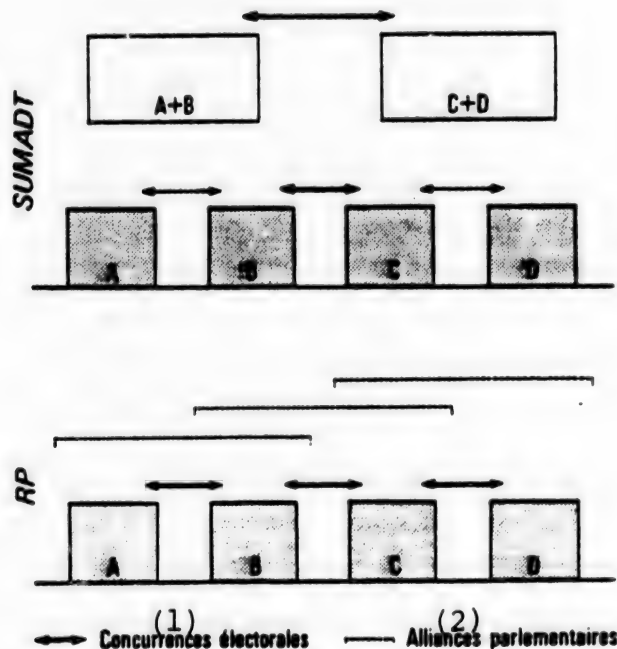 SUMADT
A+B C+D
A B C D
RP
A B C D
(1) (2)
Concurrences électorales Alliances parlementaires